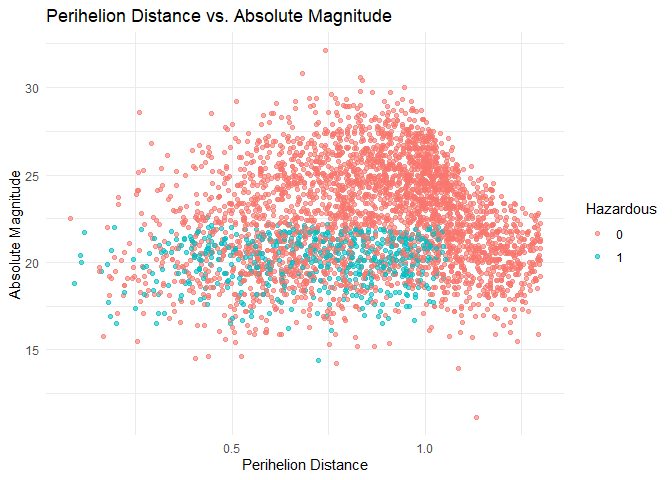 Perihelion Distance vs. Absolute Magnitude
Absolute Magnitude
30
25
20
15
0.5
1.0
Perihelion Distance
Hazardous
0
1